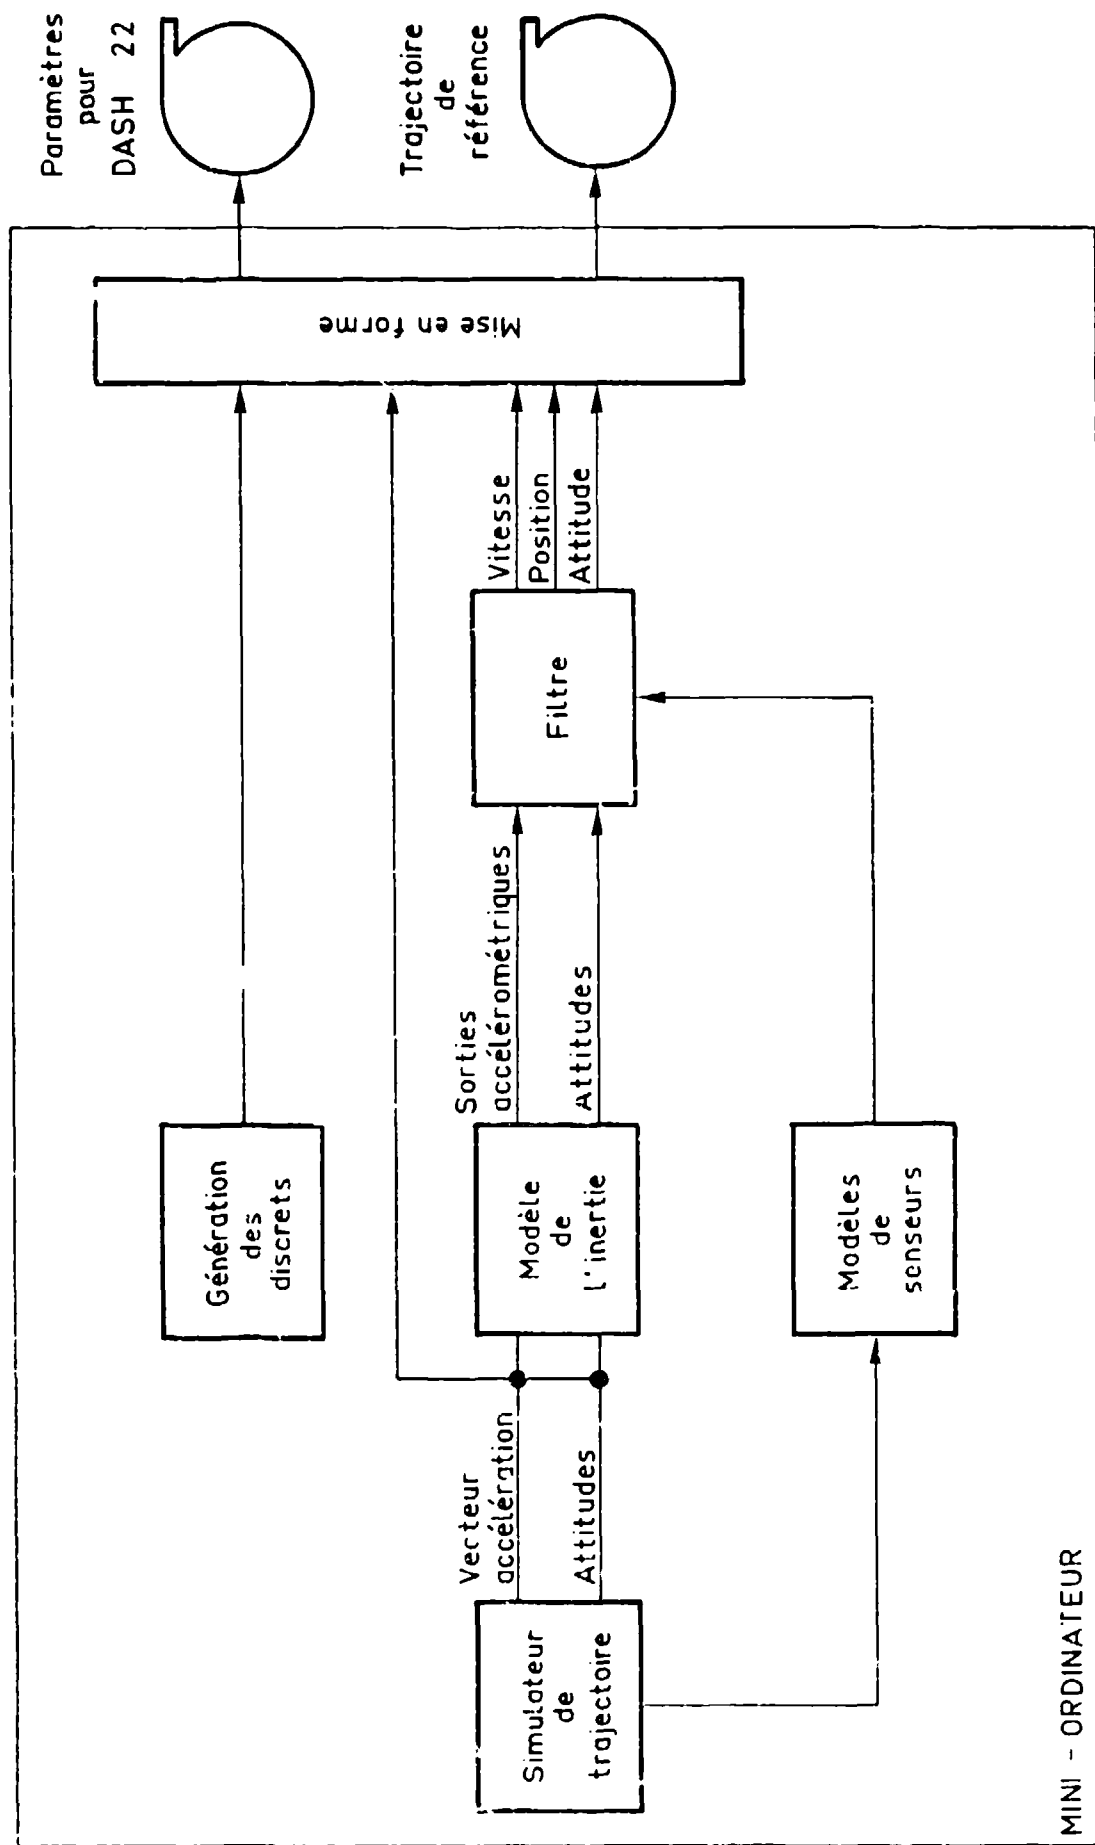 Paramètres
pour
DASH 22
Trajectoire
de
référence
Mise en forme
Vitesse
Position
Attitude
Filtre
Sorties
accélérométriques
Attitudes
Génération
des
discrets
Modèle
de
l'inertie
Modèles
de
senseurs
Vecteur
accélération
Attitudes
Simulateur
de
trajectoire
MINI - ORDINATEUR